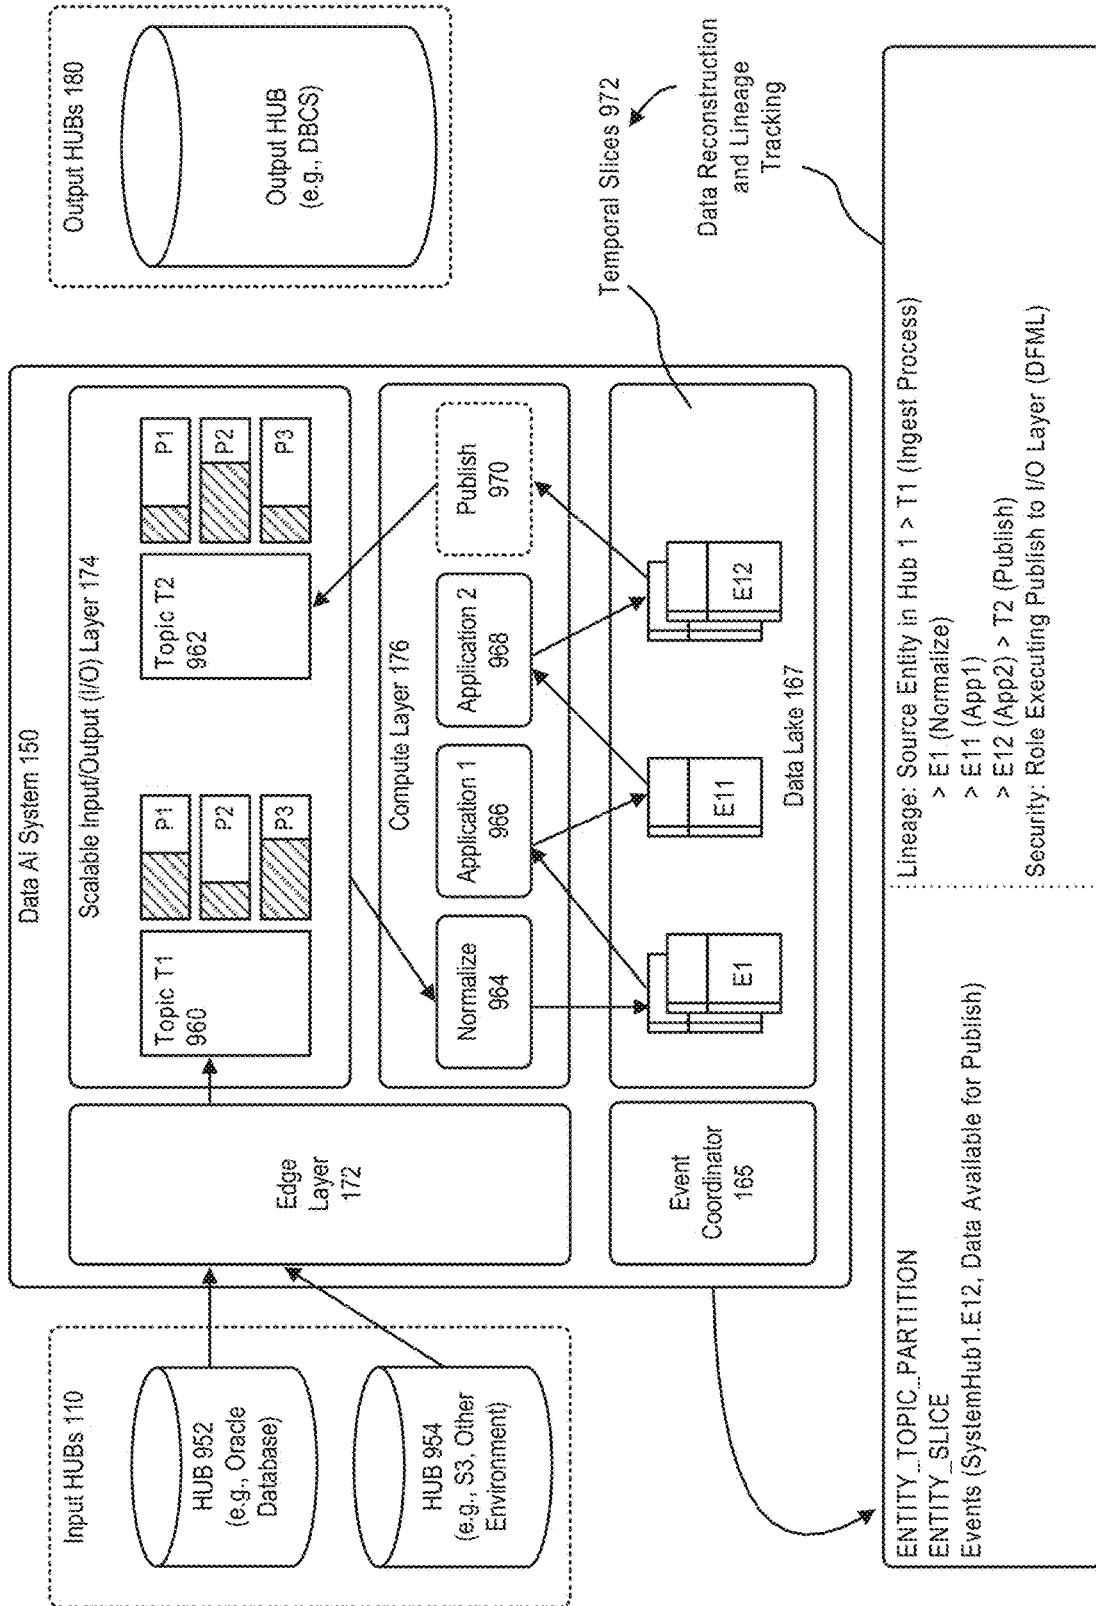 Input HUBs 110
HUB 952
(e.g., Oracle
Database)
HUB 954
(e.g., S3, Other
Environment)
Data AI System 150
Edge
Layer
172
Scalable Input/Output (I/O) Layer 174
Topic T1
960
P1
P2
P3
Topic T2
962
P1
P2
P3
Compute Layer 176
Normalize
964
Application 1
966
Application 2
968
Publish
970
Event
Coordinator
165
E1
E11
E12
Data Lake 167
Output HUBs 180
Output HUB
(e.g., DBCS)
Temporal Slices 972
Data Reconstruction
and Lineage
Tracking
ENTITY_TOPIC_PARTITION
ENTITY_SLICE
Events (SystemHub1.E12, Data Available for Publish)
Lineage: Source Entity in Hub 1 > T1 (Ingest Process)
> E1 (Normalize)
> E11 (App1)
> E12 (App2) > T2 (Publish)
Security: Role Executing Publish to I/O Layer (DFML)